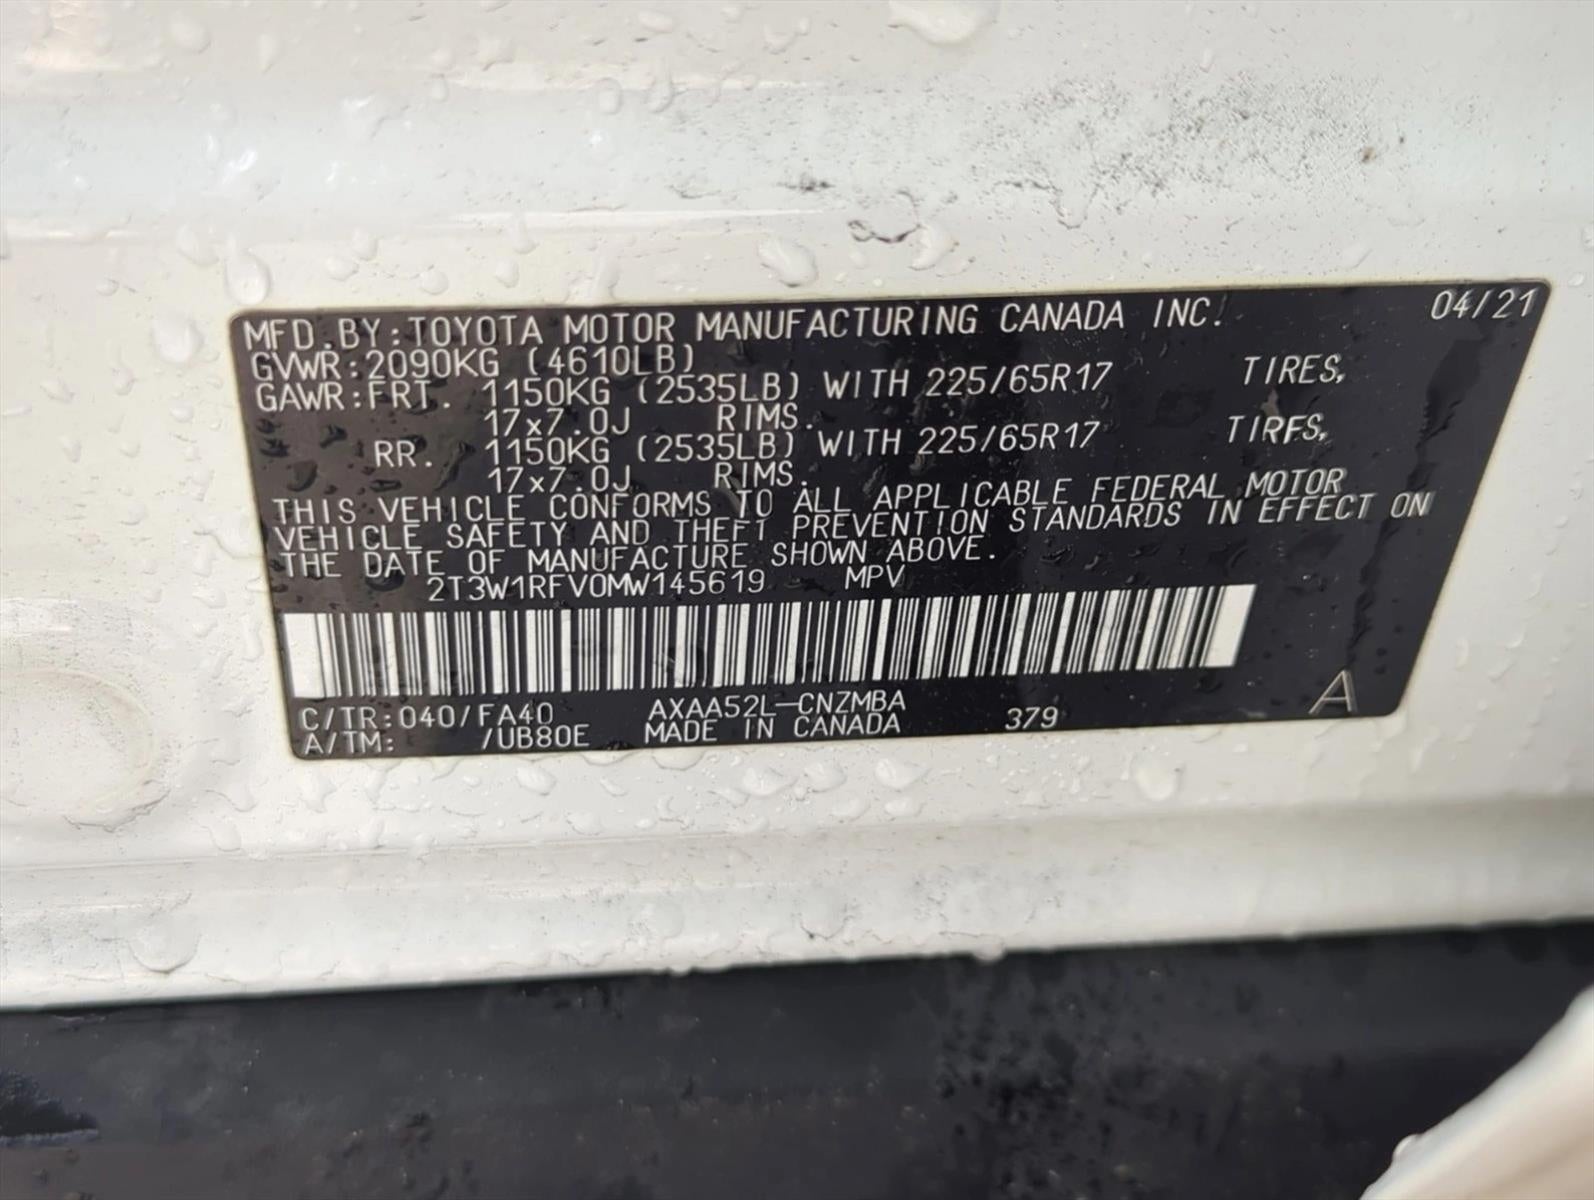 MFD.BY:TOYOTA MOTOR MANUFACTURING CANADA INC. 04/21
GVWR:2090KG (4610LB)
GAWR:FRT. 1150KG (2535LB) WITH 225/65R17 TIRES,
17x7.0J RIMS.
RR. 1150KG (2535LB) WITH 225/65R17 TIRES,
17x7.0J RIMS.
THIS VEHICLE CONFORMS TO ALL APPLICABLE FEDERAL MOTOR
VEHICLE SAFETY AND THEFT PREVENTION STANDARDS IN EFFECT ON
THE DATE OF MANUFACTURE SHOWN ABOVE.
2T3W1RFV0MW145619 MPV
C/TR:040/FA40 AXAA52L-CNZMBA
A/TM: /UB80E MADE IN CANADA 379 A